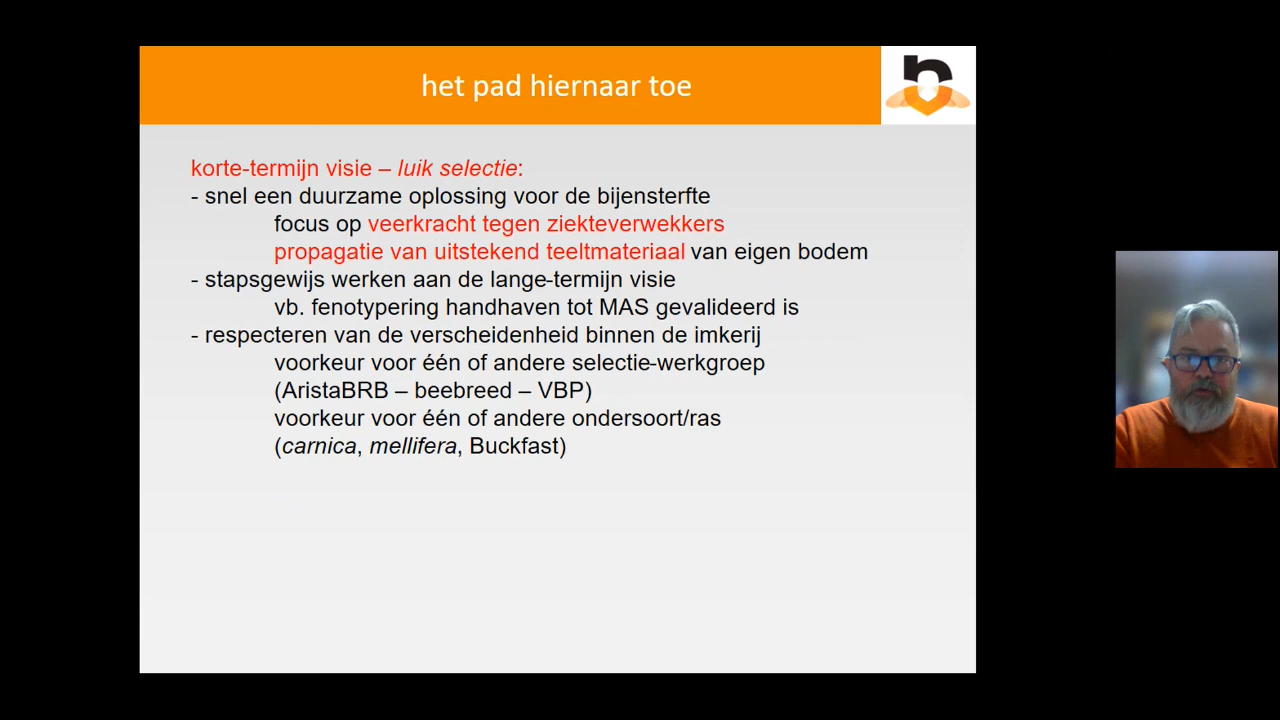 het pad hiernaar toe
korte-termijn visie – luik selectie:
- snel een duurzame oplossing voor de bijensterfte
focus op veerkracht tegen ziekteverwekkers
propagatie van uitstekend teeltmateriaal van eigen bodem
- stapsgewijs werken aan de lange-termijn visie
vb. fenotypering handhaven tot MAS gevalideerd is
- respecteren van de verscheidenheid binnen de imkerij
voorkeur voor één of andere selectie-werkgroep
(AristaBRB – beebreed – VBP)
voorkeur voor één of andere ondersoort/ras
(carnica, mellifera, Buckfast)